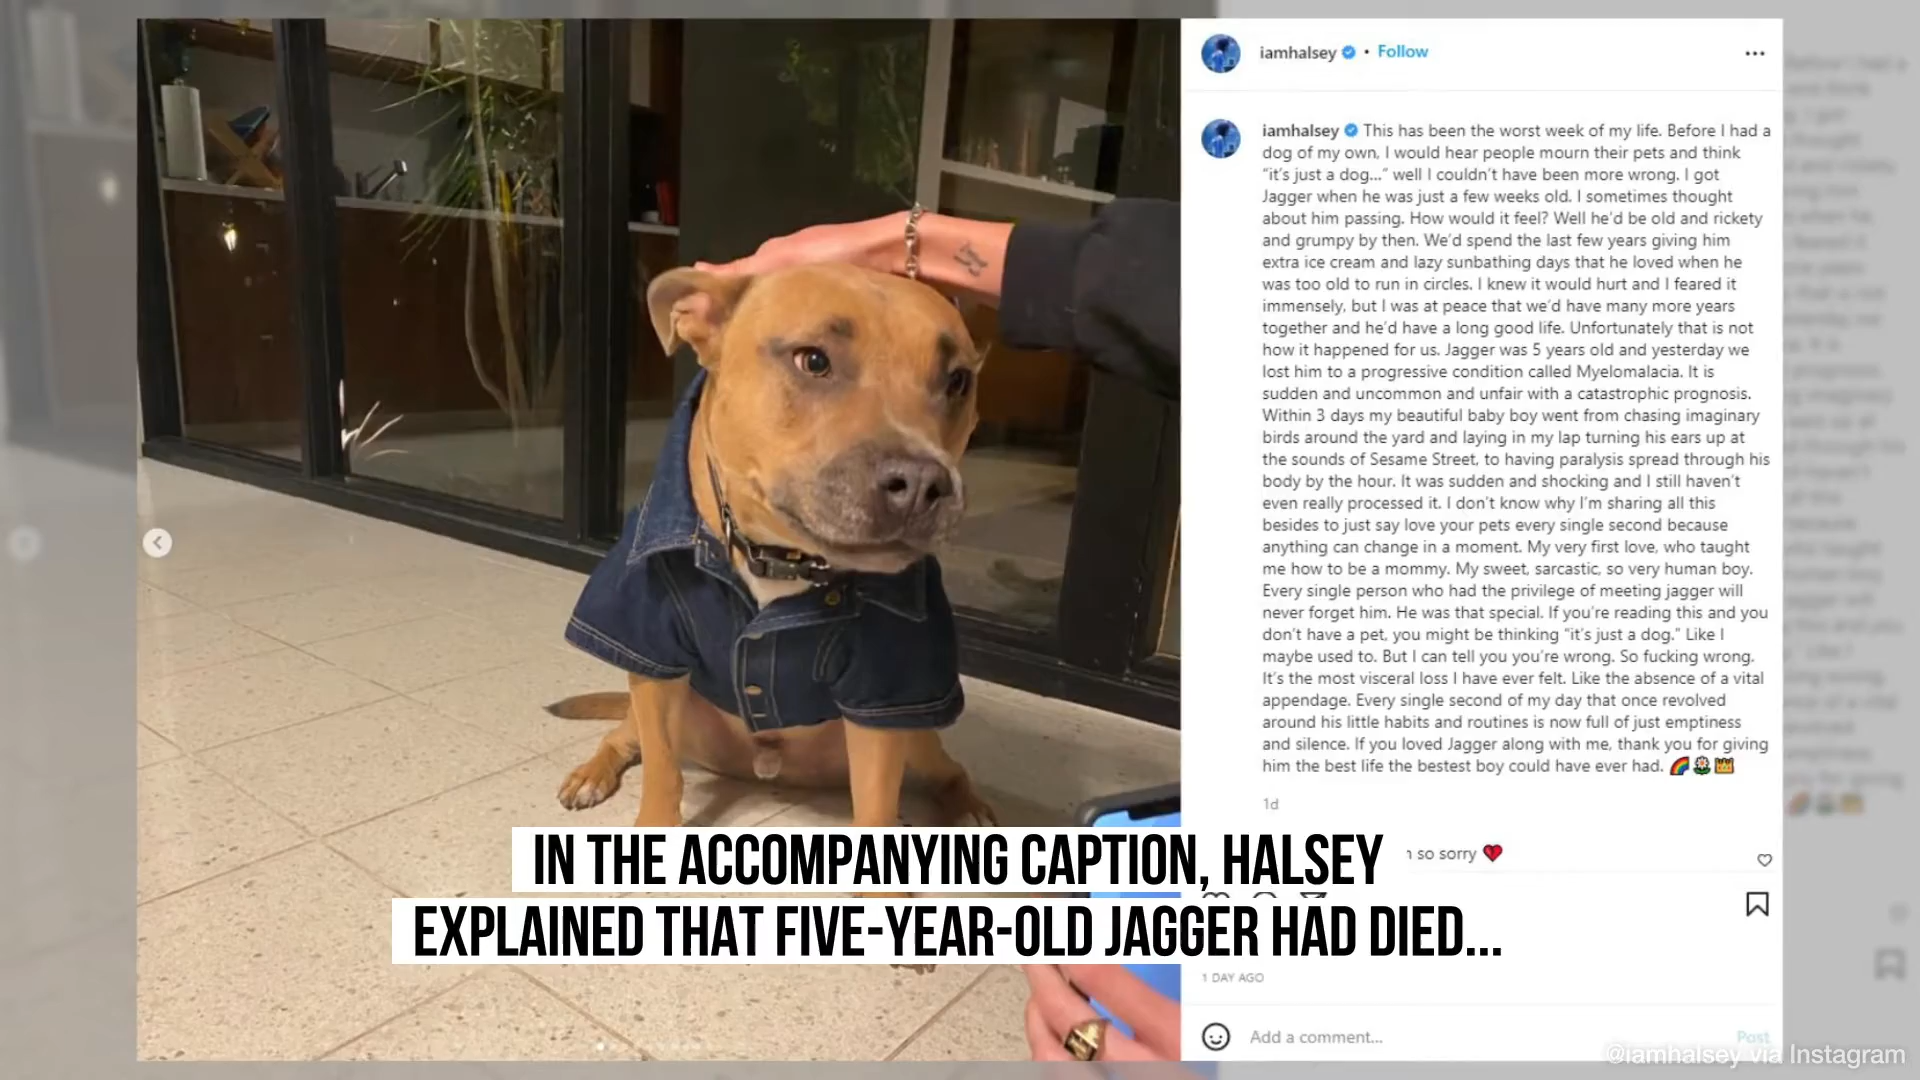 iamhalsey • Follow
iamhalsey This has been the worst week of my life. Before I had a
dog of my own, I would hear people mourn their pets and think
“it’s just a dog...” well I couldn’t have been more wrong. I got
Jagger when he was just a few weeks old. I sometimes thought
about him passing. How would it feel? Well he’d be old and rickety
and grumpy by then. We’d spend the last few years giving him
extra ice cream and lazy sunbathing days that he loved when he
was too old to run in circles. I knew it would hurt and I feared it
immensely, but I was at peace that we’d have many more years
together and he’d have a long good life. Unfortunately that is not
how it happened for us. Jagger was 5 years old and yesterday we
lost him to a progressive condition called Myelomalacia. It is
sudden and uncommon and unfair with a catastrophic prognosis.
Within 3 days my beautiful baby boy went from chasing imaginary
birds around the yard and laying in my lap turning his ears up at
the sounds of Sesame Street, to having paralysis spread through his
body by the hour. It was sudden and shocking and I still haven’t
even really processed it. I don’t know why I’m sharing all this
besides to just say love your pets every single second because
anything can change in a moment. My very first love, who taught
me how to be a mommy. My sweet, sarcastic, so very human boy.
Every single person who had the privilege of meeting jagger will
never forget him. He was that special. If you’re reading this and you
don’t have a pet, you might be thinking “it’s just a dog.” Like I
maybe used to. But I can tell you you’re wrong. So fucking wrong.
It’s the most visceral loss I have ever felt. Like the absence of a vital
appendage. Every single second of my day that once revolved
around his little habits and routines is now full of just emptiness
and silence. If you loved Jagger along with me, thank you for giving
him the best life the bestest boy could have ever had. 🌈
1d
so sorry 💔
IN THE ACCOMPANYING CAPTION, HALSEY
EXPLAINED THAT FIVE-YEAR-OLD JAGGER HAD DIED...
1 DAY AGO
Add a comment...
Post
@iamhalsey via Instagram